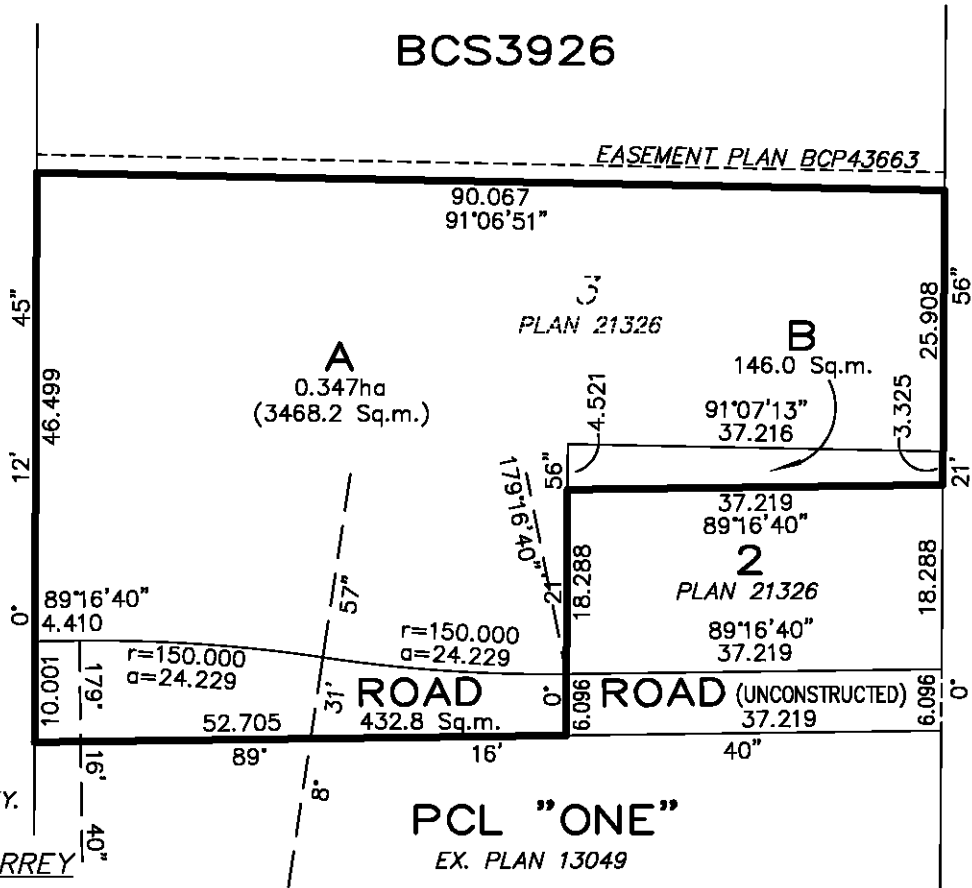 BCS3926
EASEMENT PLAN BCP43663
90.067
91°06'51"
PLAN 21326
A
0.347ha
(3468.2 Sq.m.)
B
146.0 Sq.m.
91°07'13"
37.216
4.521
3.325
25.908
0° 12' 45"
46.499
0° 21' 56"
0° 21' 56"
179°16'40"
37.219
89°16'40"
2
PLAN 21326
18.288
18.288
89°16'40"
37.219
89°16'40"
4.410
r=150.000
a=24.229
r=150.000
a=24.229
8° 31' 57"
10.001
179° 16' 40"
ROAD
432.8 Sq.m.
52.705
6.096
ROAD (UNCONSTRUCTED)
37.219
6.096
89° 16' 40"
PCL "ONE"
EX. PLAN 13049
Y.
RREY